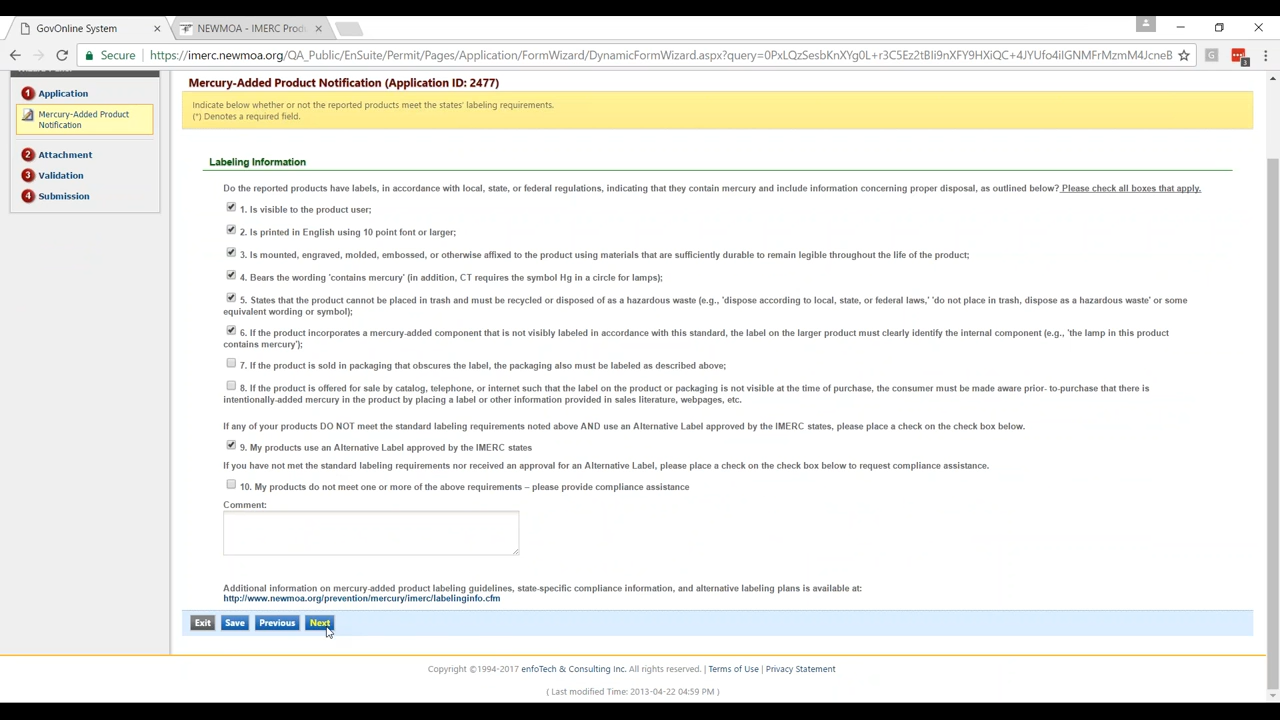 GovOnline System
NEWMOA - IMERC Prod
Secure
https://imerc.newmoa.org/QA_Public/EnSuite/Permit/Pages/Application/FormWizard/DynamicFormWizard.aspx?query=0PxLQzSesbKnXYg0L+r3C5Ez2tBli9nXFY9HXiQC+4JYUfo4ilGNMFrMzmM4JcneB
3
1 Application
Mercury-Added Product
Notification
2 Attachment
3 Validation
4 Submission
Mercury-Added Product Notification (Application ID: 2477)
Indicate below whether or not the reported products meet the states' labeling requirements.
(*) Denotes a required field.
Labeling Information
Do the reported products have labels, in accordance with local, state, or federal regulations, indicating that they contain mercury and include information concerning proper disposal, as outlined below? Please check all boxes that apply.
1. Is visible to the product user;
2. Is printed in English using 10 point font or larger;
3. Is mounted, engraved, molded, embossed, or otherwise affixed to the product using materials that are sufficiently durable to remain legible throughout the life of the product;
4. Bears the wording 'contains mercury' (in addition, CT requires the symbol Hg in a circle for lamps);
5. States that the product cannot be placed in trash and must be recycled or disposed of as a hazardous waste (e.g., 'dispose according to local, state, or federal laws,' 'do not place in trash, dispose as a hazardous waste' or some
equivalent wording or symbol);
6. If the product incorporates a mercury-added component that is not visibly labeled in accordance with this standard, the label on the larger product must clearly identify the internal component (e.g., 'the lamp in this product
contains mercury');
7. If the product is sold in packaging that obscures the label, the packaging also must be labeled as described above;
8. If the product is offered for sale by catalog, telephone, or internet such that the label on the product or packaging is not visible at the time of purchase, the consumer must be made aware prior- to-purchase that there is
intentionally-added mercury in the product by placing a label or other information provided in sales literature, webpages, etc.
If any of your products DO NOT meet the standard labeling requirements noted above AND use an Alternative Label approved by the IMERC states, please place a check on the check box below.
9. My products use an Alternative Label approved by the IMERC states
If you have not met the standard labeling requirements nor received an approval for an Alternative Label, please place a check on the check box below to request compliance assistance.
10. My products do not meet one or more of the above requirements – please provide compliance assistance
Comment:
Additional information on mercury-added product labeling guidelines, state-specific compliance information, and alternative labeling plans is available at:
http://www.newmoa.org/prevention/mercury/imerc/labelinginfo.cfm
Exit Save Previous Next
Copyright ©1994-2017 enfoTech & Consulting Inc. All rights reserved. | Terms of Use | Privacy Statement
( Last modified Time: 2013-04-22 04:59 PM )